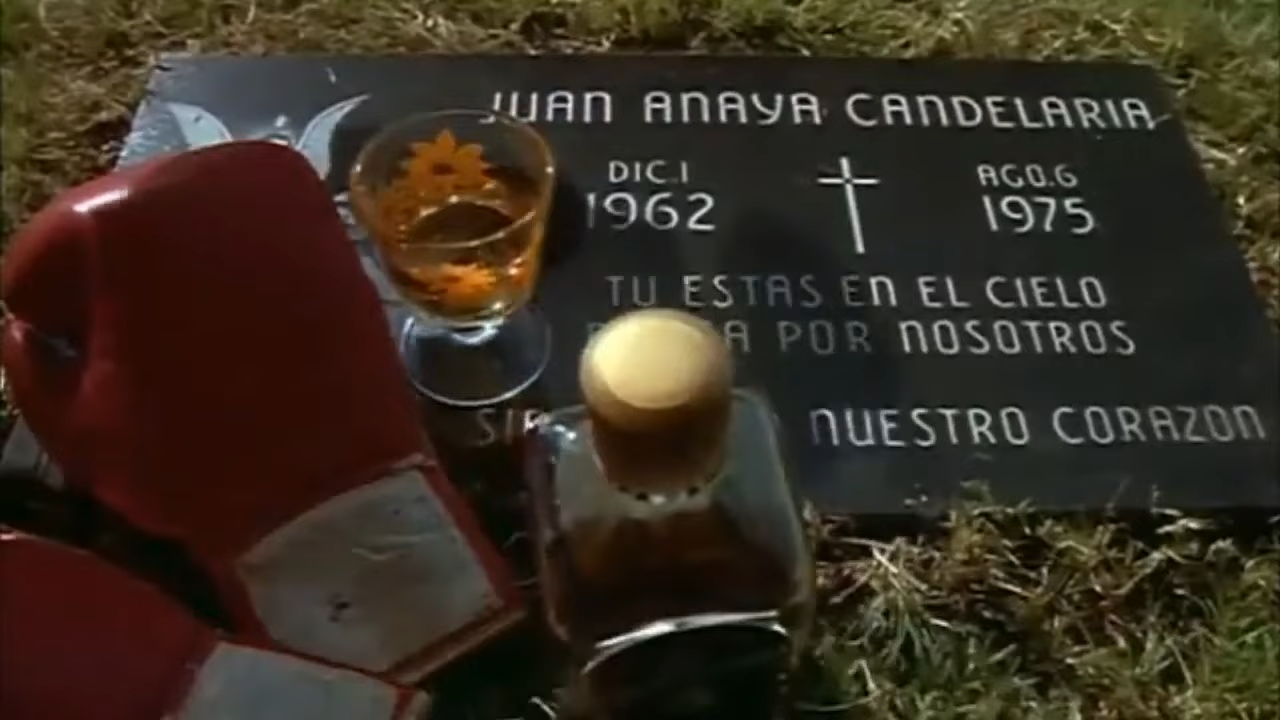 JUAN ANAYA CANDELARIA
DIC.1 AGO.6
1962 1975
TU ESTAS EN EL CIELO
POR NOSOTROS
NUESTRO CORAZON